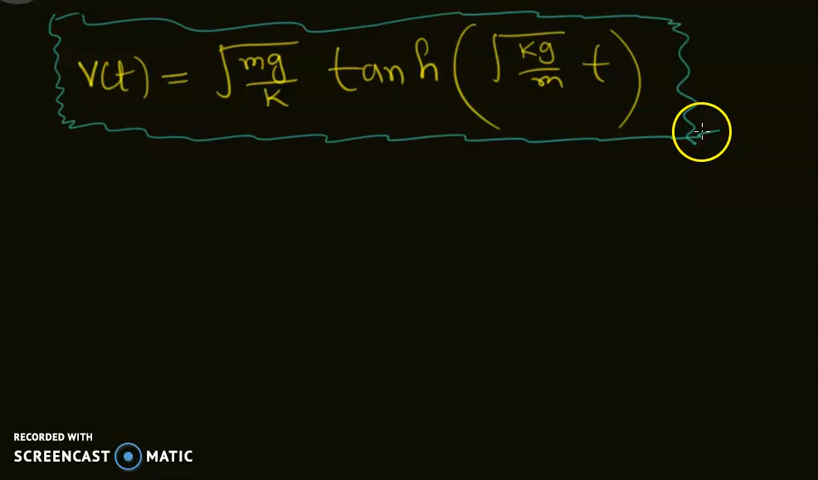 v(t) = √(mg/k) tanh (√(kg/m) t)
RECORDED WITH
SCREENCAST MATIC